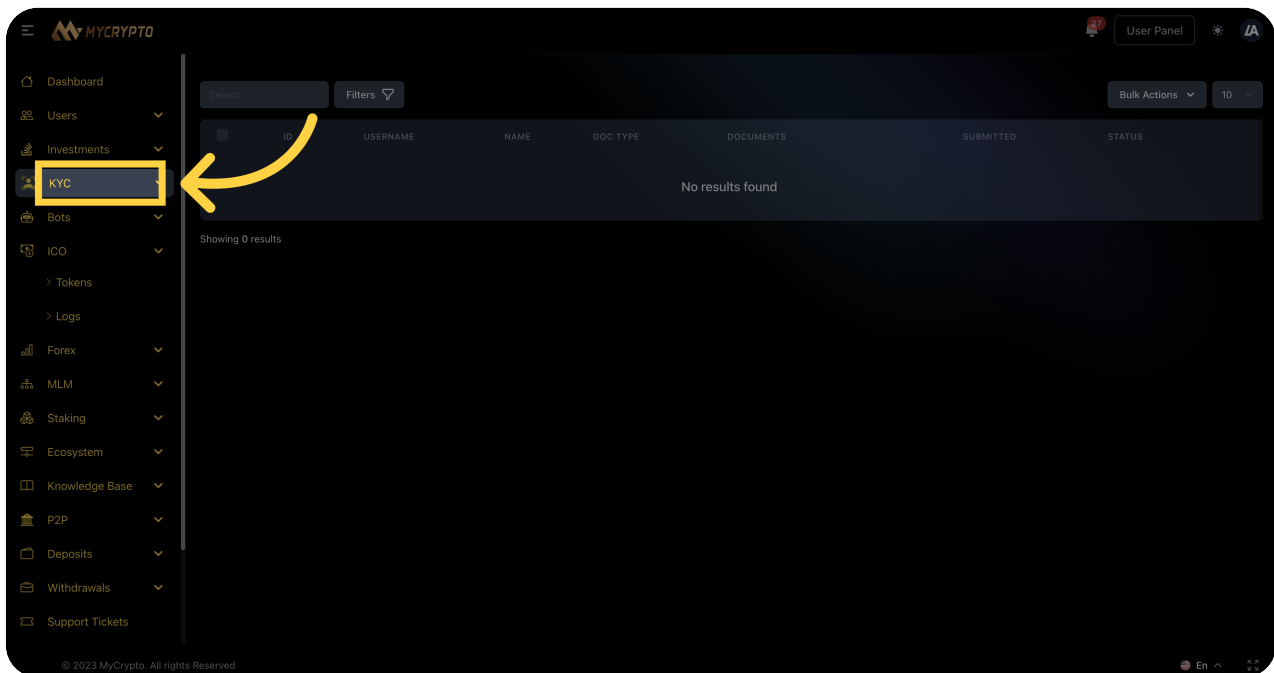 MYCRYPTO
27
User Panel
Dashboard
Users
Investments
KYC
Bots
ICO
Tokens
Logs
Forex
MLM
Staking
Ecosystem
Knowledge Base
P2P
Deposits
Withdrawals
Support Tickets
Search
Filters
Bulk Actions
10
ID USERNAME NAME DOC TYPE DOCUMENTS SUBMITTED STATUS
No results found
Showing 0 results
© 2023 MyCrypto. All rights Reserved
En